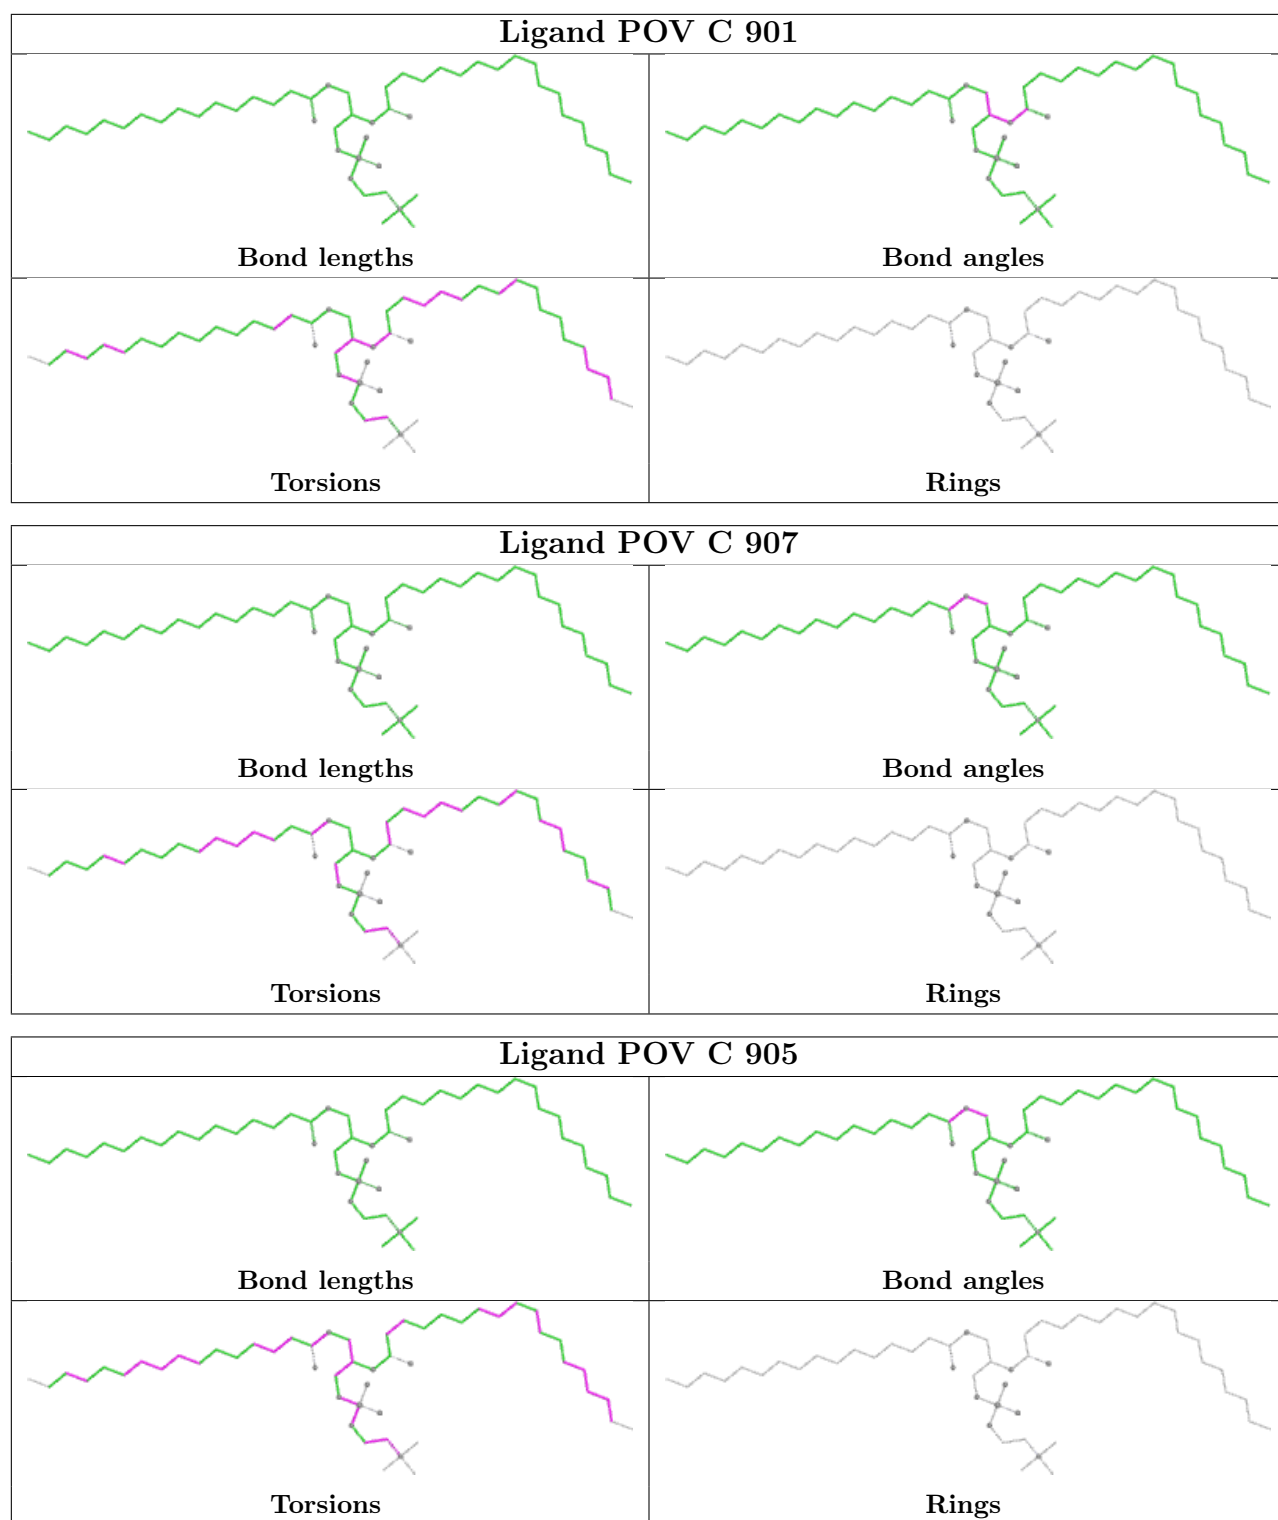 Ligand POV C 901
Bond lengths
Bond angles
Torsions
Rings
Ligand POV C 907
Bond lengths
Bond angles
Torsions
Rings
Ligand POV C 905
Bond lengths
Bond angles
Torsions
Rings